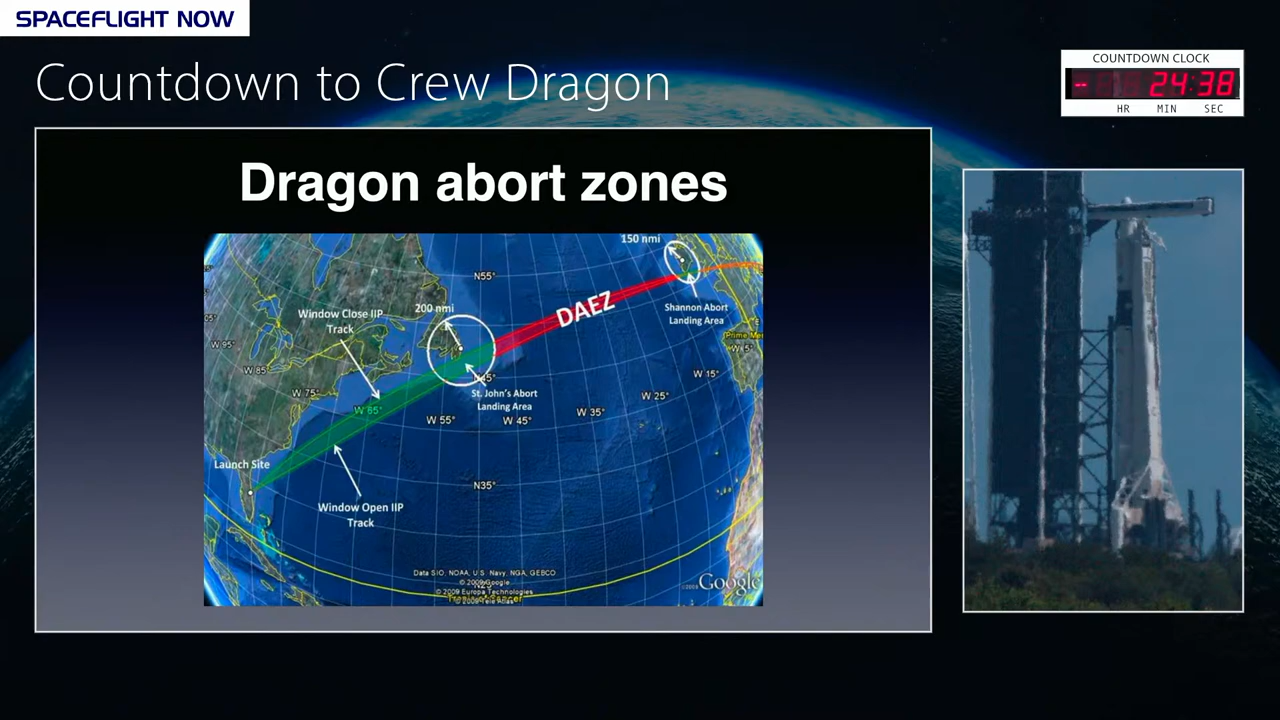 SPACEFLIGHT NOW
Countdown to Crew Dragon
COUNTDOWN CLOCK
- 24:38
HR MIN SEC
Dragon abort zones
150 nmi
N55°
DAEZ
200 nmi
Shannon Abort
Landing Area
Window Close IIP
Track
W 95°
W 85
W 75°
W 65°
W 55°
W 45°
W 35°
W 25°
W 15°
St. John's Abort
Landing Area
Launch Site
N35°
Window Open IIP
Track
Data SIO, NOAA, U.S. Navy, NGA, GEBCO
© 2009 Google
© 2009 Europa Technologies
Google